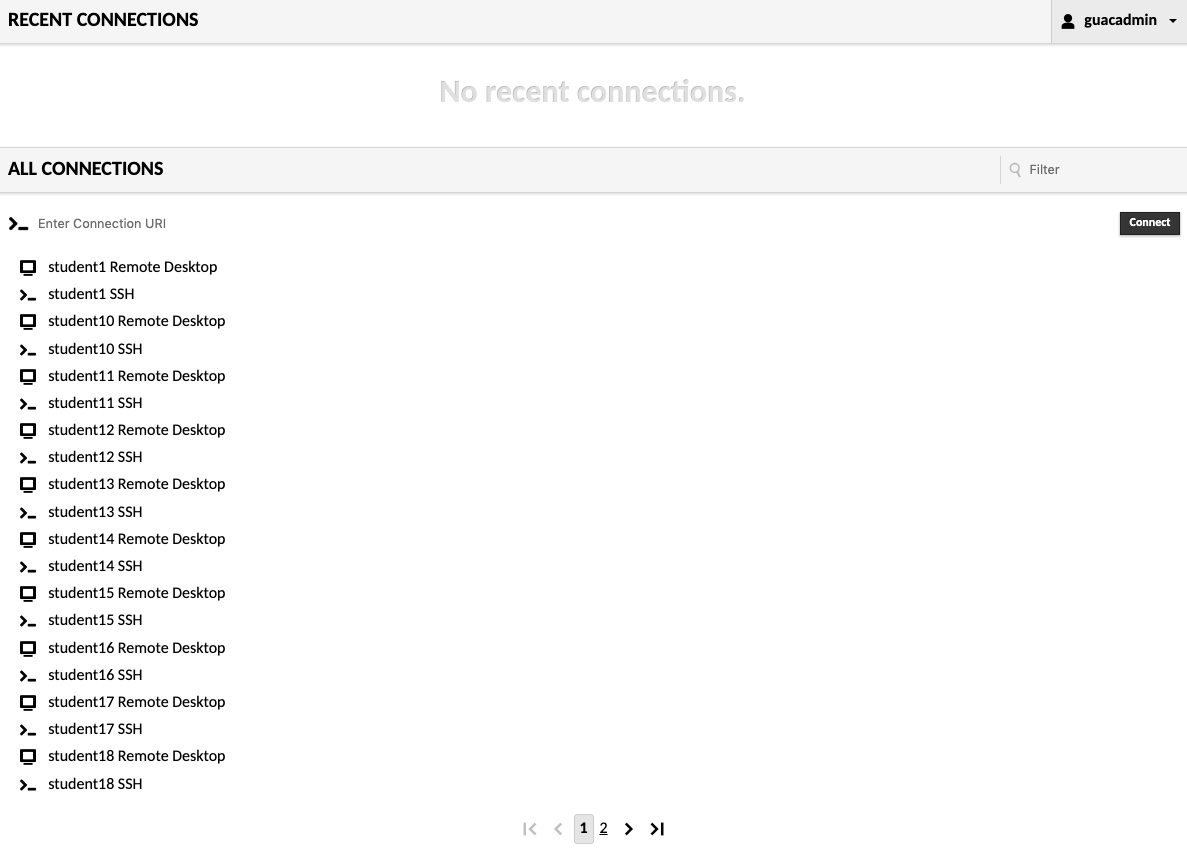 RECENT CONNECTIONS
guacadmin
No recent connections.
ALL CONNECTIONS
Filter
Enter Connection URI
Connect
student1 Remote Desktop
student1 SSH
student10 Remote Desktop
student10 SSH
student11 Remote Desktop
student11 SSH
student12 Remote Desktop
student12 SSH
student13 Remote Desktop
student13 SSH
student14 Remote Desktop
student14 SSH
student15 Remote Desktop
student15 SSH
student16 Remote Desktop
student16 SSH
student17 Remote Desktop
student17 SSH
student18 Remote Desktop
student18 SSH
1 2